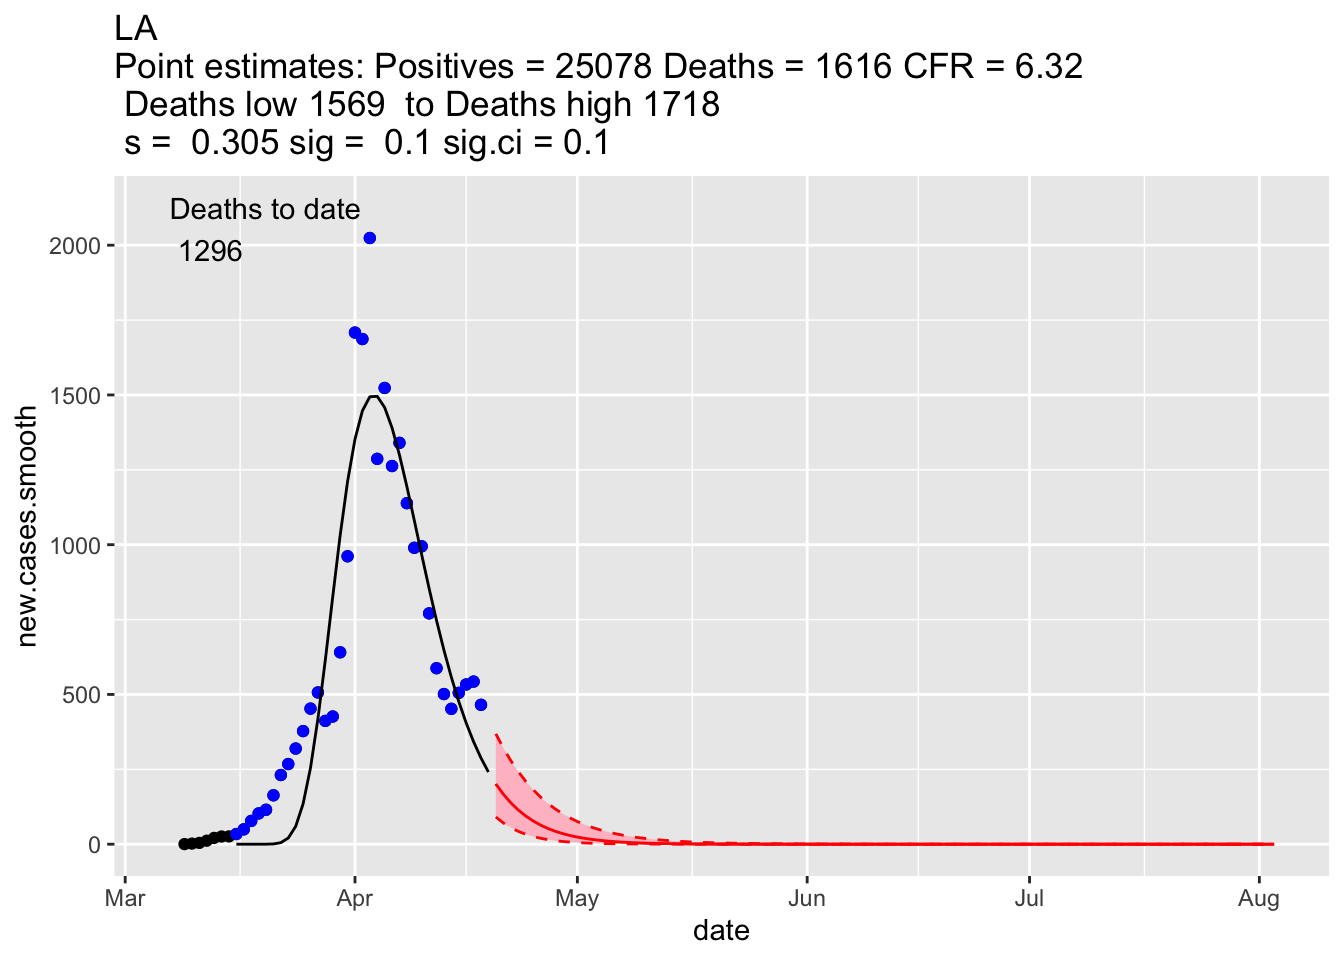 LA
Point estimates: Positives = 25078 Deaths = 1616 CFR = 6.32
Deaths low 1569  to Deaths high 1718
s =  0.305 sig =  0.1 sig.ci = 0.1
Deaths to date
1296
2000
1500
1000
500
0
new.cases.smooth
Mar Apr May Jun Jul Aug
date